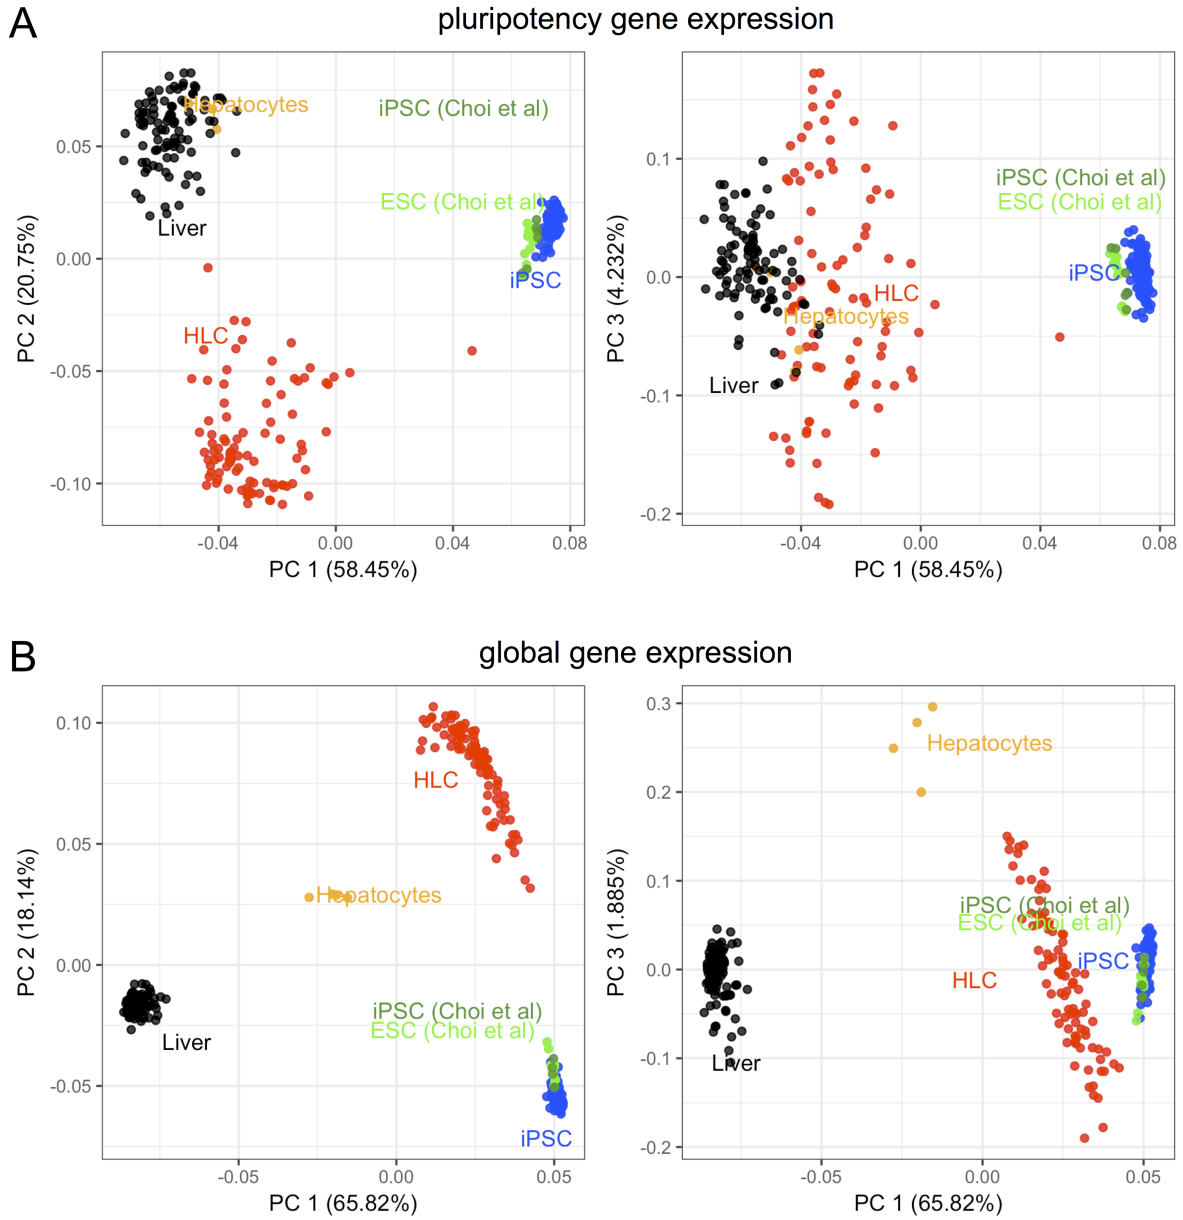 A
pluripotency gene expression
PC 2 (20.75%)
0.05
0.00
-0.05
-0.10
Hepatocytes
iPSC (Choi et al)
ESC (Choi et al)
Liver
iPSC
HLC
-0.04
0.00
0.04
0.08
PC 1 (58.45%)
PC 3 (4.232%)
0.1
0.0
-0.1
-0.2
iPSC (Choi et al)
ESC (Choi et al)
iPSC
HLC
Hepatocytes
Liver
-0.04
0.00
0.04
0.08
PC 1 (58.45%)
B
global gene expression
PC 2 (18.14%)
0.10
0.05
0.00
-0.05
HLC
Hepatocytes
iPSC (Choi et al)
ESC (Choi et al)
Liver
iPSC
-0.05
0.00
0.05
PC 1 (65.82%)
PC 3 (1.885%)
0.3
0.2
0.1
0.0
-0.1
-0.2
Hepatocytes
iPSC (Choi et al)
ESC (Choi et al)
iPSC
HLC
Liver
-0.05
0.00
0.05
PC 1 (65.82%)